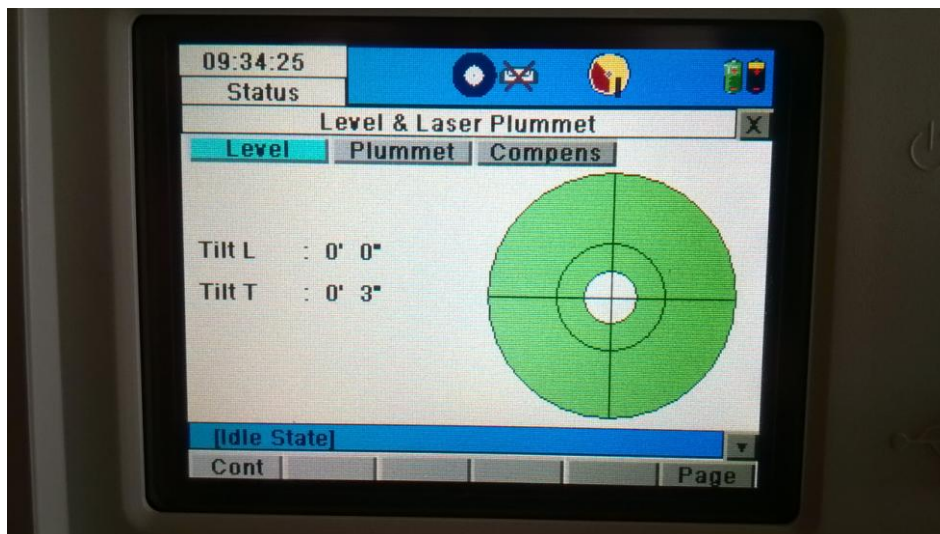 09:34:25
Status
Level & Laser Plummet X
Level Plummet Compens
Tilt L : 0' 0"
Tilt T : 0' 3"
[Idle State]
Cont Page